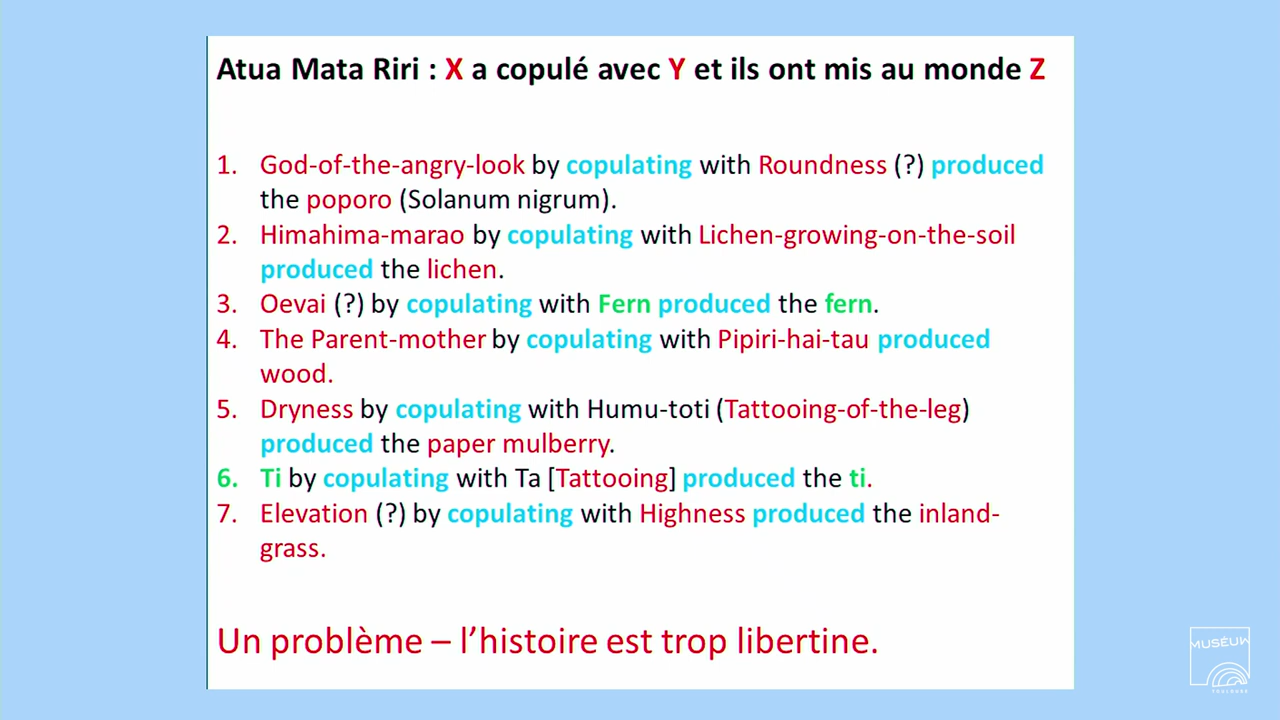 Atua Mata Riri : X a copulé avec Y et ils ont mis au monde Z
1. God-of-the-angry-look by copulating with Roundness (?) produced
the poporo (Solanum nigrum).
2. Himahima-marao by copulating with Lichen-growing-on-the-soil
produced the lichen.
3. Oevai (?) by copulating with Fern produced the fern.
4. The Parent-mother by copulating with Pipiri-hai-tau produced
wood.
5. Dryness by copulating with Humu-toti (Tattooing-of-the-leg)
produced the paper mulberry.
6. Ti by copulating with Ta [Tattooing] produced the ti.
7. Elevation (?) by copulating with Highness produced the inland-
grass.
Un problème – l’histoire est trop libertine.
MUSÉUM
TOULOUSE